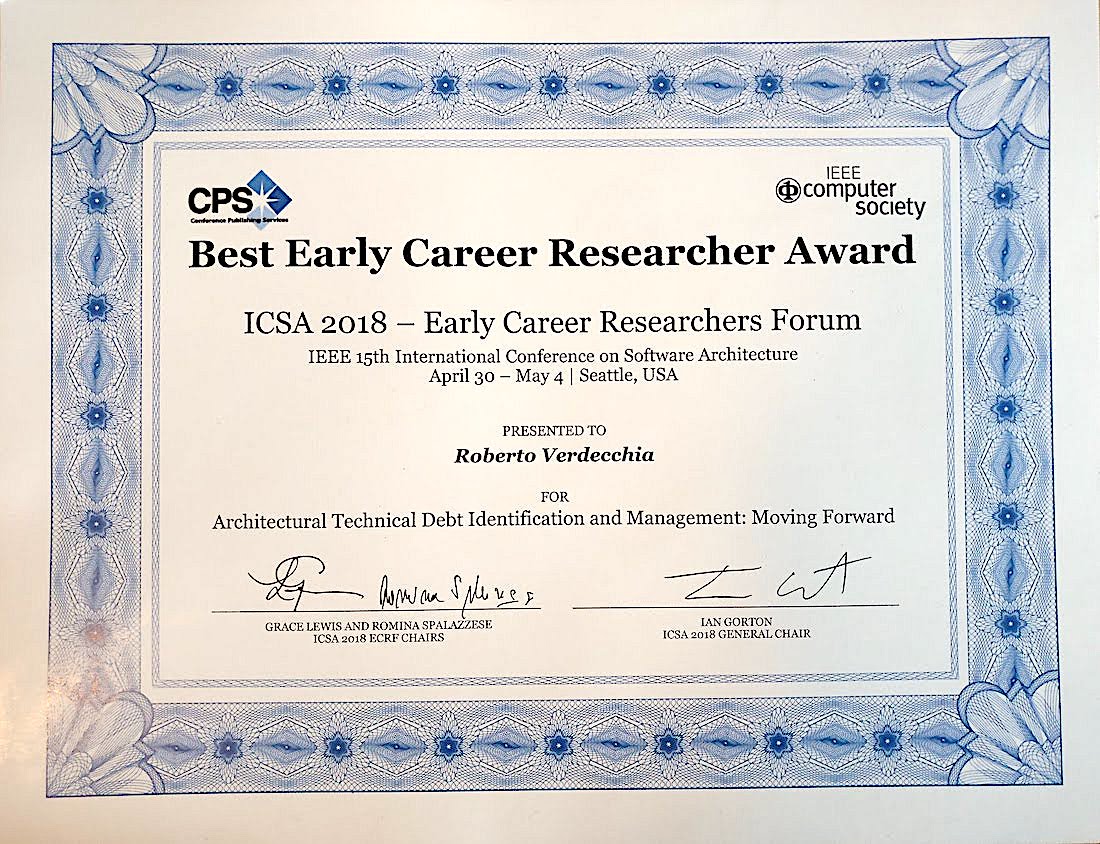 CPS
Conference Publishing Services
IEEE
computer
society
Best Early Career Researcher Award
ICSA 2018 – Early Career Researchers Forum
IEEE 15th International Conference on Software Architecture
April 30 – May 4 | Seattle, USA
PRESENTED TO
Roberto Verdecchia
FOR
Architectural Technical Debt Identification and Management: Moving Forward
GRACE LEWIS AND ROMINA SPALAZZESE
ICSA 2018 ECRF CHAIRS
IAN GORTON
ICSA 2018 GENERAL CHAIR